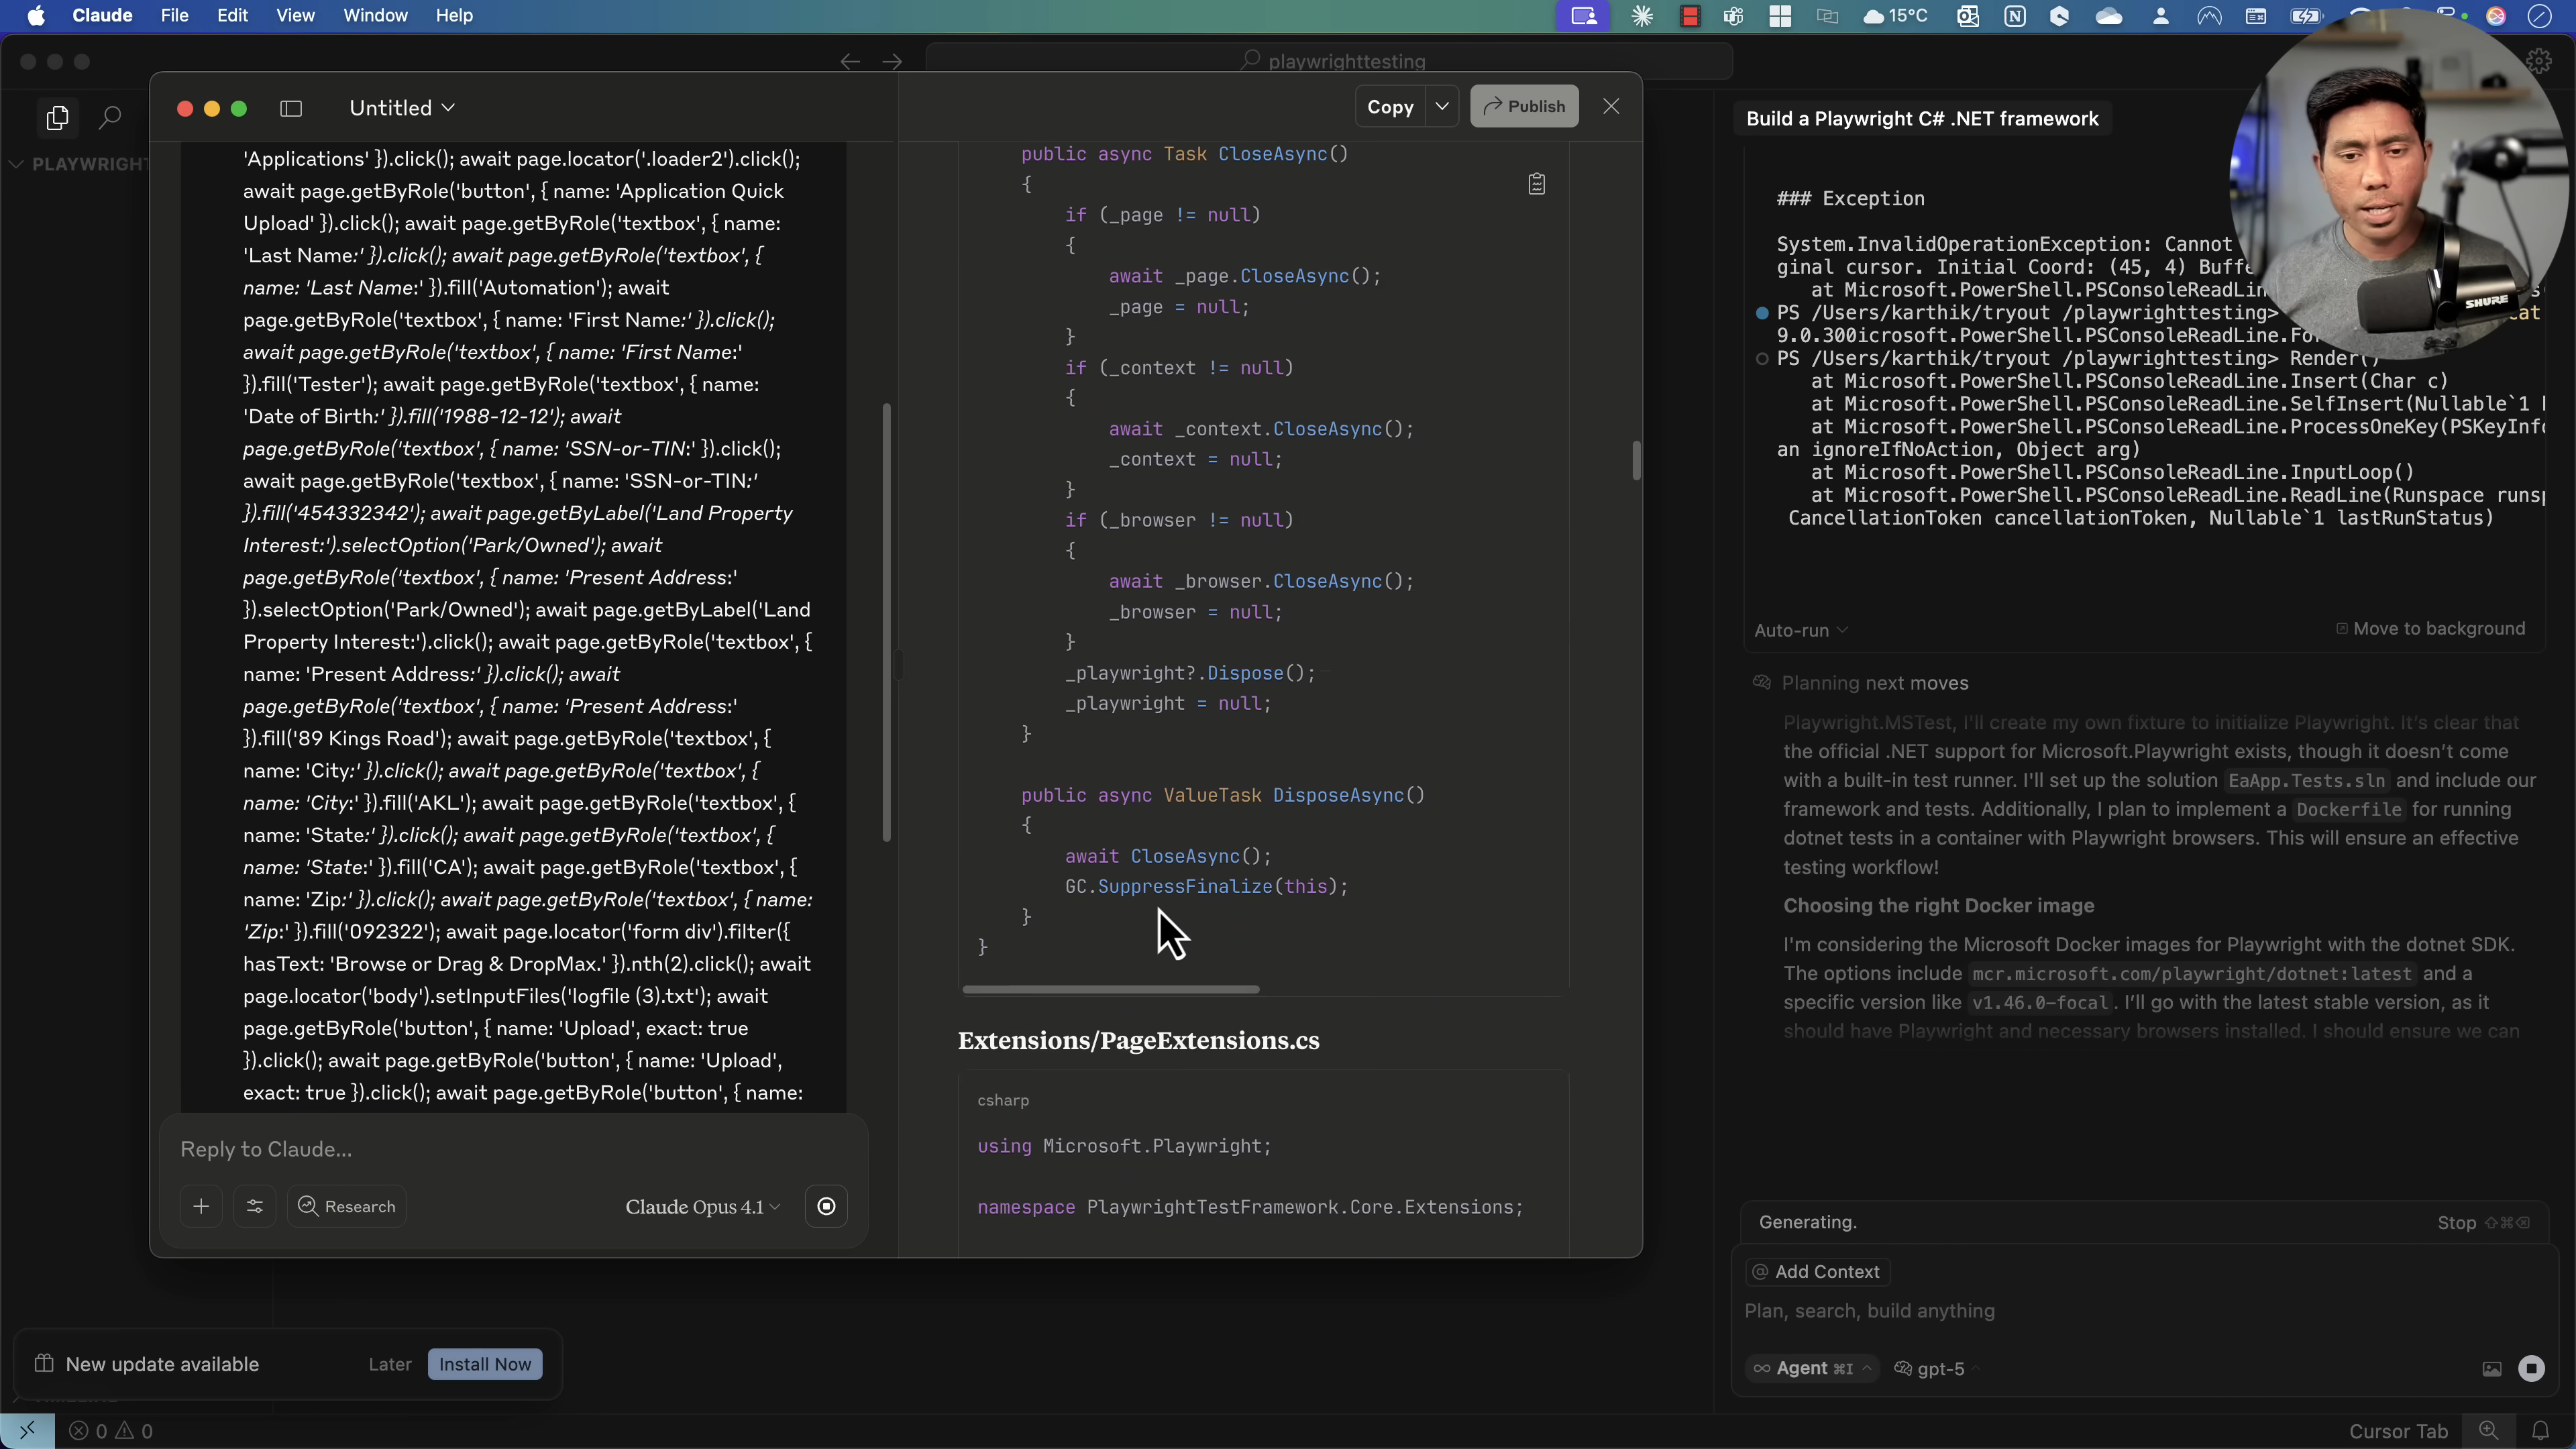 Claude File Edit View Window Help
15°C
playwrighttesting
PLAYWRIGHT
Untitled
Copy
Publish
'Applications' }).click(); await page.locator('.loader2').click();
await page.getByRole('button', { name: 'Application Quick
Upload' }).click(); await page.getByRole('textbox', { name:
'Last Name:' }).click(); await page.getByRole('textbox', {
name: 'Last Name:' }).fill('Automation'); await
page.getByRole('textbox', { name: 'First Name:' }).click();
await page.getByRole('textbox', { name: 'First Name:'
}).fill('Tester'); await page.getByRole('textbox', { name:
'Date of Birth:' }).fill('1988-12-12'); await
page.getByRole('textbox', { name: 'SSN-or-TIN:' }).click();
await page.getByRole('textbox', { name: 'SSN-or-TIN:'
}).fill('454332342'); await page.getByLabel('Land Property
Interest:').selectOption('Park/Owned'); await
page.getByRole('textbox', { name: 'Present Address:'
}).selectOption('Park/Owned'); await page.getByLabel('Land
Property Interest:').click(); await page.getByRole('textbox', {
name: 'Present Address:' }).click(); await
page.getByRole('textbox', { name: 'Present Address:'
}).fill('89 Kings Road'); await page.getByRole('textbox', {
name: 'City:' }).click(); await page.getByRole('textbox', {
name: 'City:' }).fill('AKL'); await page.getByRole('textbox', {
name: 'State:' }).click(); await page.getByRole('textbox', {
name: 'State:' }).fill('CA'); await page.getByRole('textbox', {
name: 'Zip:' }).click(); await page.getByRole('textbox', { name:
'Zip:' }).fill('092322'); await page.locator('form div').filter({
hasText: 'Browse or Drag & DropMax.' }).nth(2).click(); await
page.locator('body').setInputFiles('logfile (3).txt'); await
page.getByRole('button', { name: 'Upload', exact: true
}).click(); await page.getByRole('button', { name: 'Upload',
exact: true }).click(); await page.getByRole('button', { name:
Reply to Claude...
Research
Claude Opus 4.1
public async Task CloseAsync()
{
if (_page != null)
{
await _page.CloseAsync();
_page = null;
}
if (_context != null)
{
await _context.CloseAsync();
_context = null;
}
if (_browser != null)
{
await _browser.CloseAsync();
_browser = null;
}
_playwright?.Dispose();
_playwright = null;
}
public async ValueTask DisposeAsync()
{
await CloseAsync();
GC.SuppressFinalize(this);
}
}
Extensions/PageExtensions.cs
csharp
using Microsoft.Playwright;
namespace PlaywrightTestFramework.Core.Extensions;
Build a Playwright C# .NET framework
### Exception
System.InvalidOperationException: Cannot
ginal cursor. Initial Coord: (45, 4) Buffe
at Microsoft.PowerShell.PSConsoleReadLin
PS /Users/karthik/tryout /playwrighttesting> cat
9.0.300icrosoft.PowerShell.PSConsoleReadLine.Fo
PS /Users/karthik/tryout /playwrighttesting> Render()
at Microsoft.PowerShell.PSConsoleReadLine.Insert(Char c)
at Microsoft.PowerShell.PSConsoleReadLine.SelfInsert(Nullable`1
at Microsoft.PowerShell.PSConsoleReadLine.ProcessOneKey(PSKeyInfo
an ignoreIfNoAction, Object arg)
at Microsoft.PowerShell.PSConsoleReadLine.InputLoop()
at Microsoft.PowerShell.PSConsoleReadLine.ReadLine(Runspace runsp
CancellationToken cancellationToken, Nullable`1 lastRunStatus)
Auto-run
Move to background
Planning next moves
Playwright.MSTest, I'll create my own fixture to initialize Playwright. It's clear that
the official .NET support for Microsoft.Playwright exists, though it doesn't come
with a built-in test runner. I'll set up the solution EaApp.Tests.sln and include our
framework and tests. Additionally, I plan to implement a Dockerfile for running
dotnet tests in a container with Playwright browsers. This will ensure an effective
testing workflow!
Choosing the right Docker image
I'm considering the Microsoft Docker images for Playwright with the dotnet SDK.
The options include mcr.microsoft.com/playwright/dotnet:latest and a
specific version like v1.46.0-focal. I'll go with the latest stable version, as it
should have Playwright and necessary browsers installed. I should ensure we can
Generating.
Stop ⇧⌘⌫
@ Add Context
Plan, search, build anything
Agent ⌘I
gpt-5
New update available
Later
Install Now
0 0
Cursor Tab
SHURE